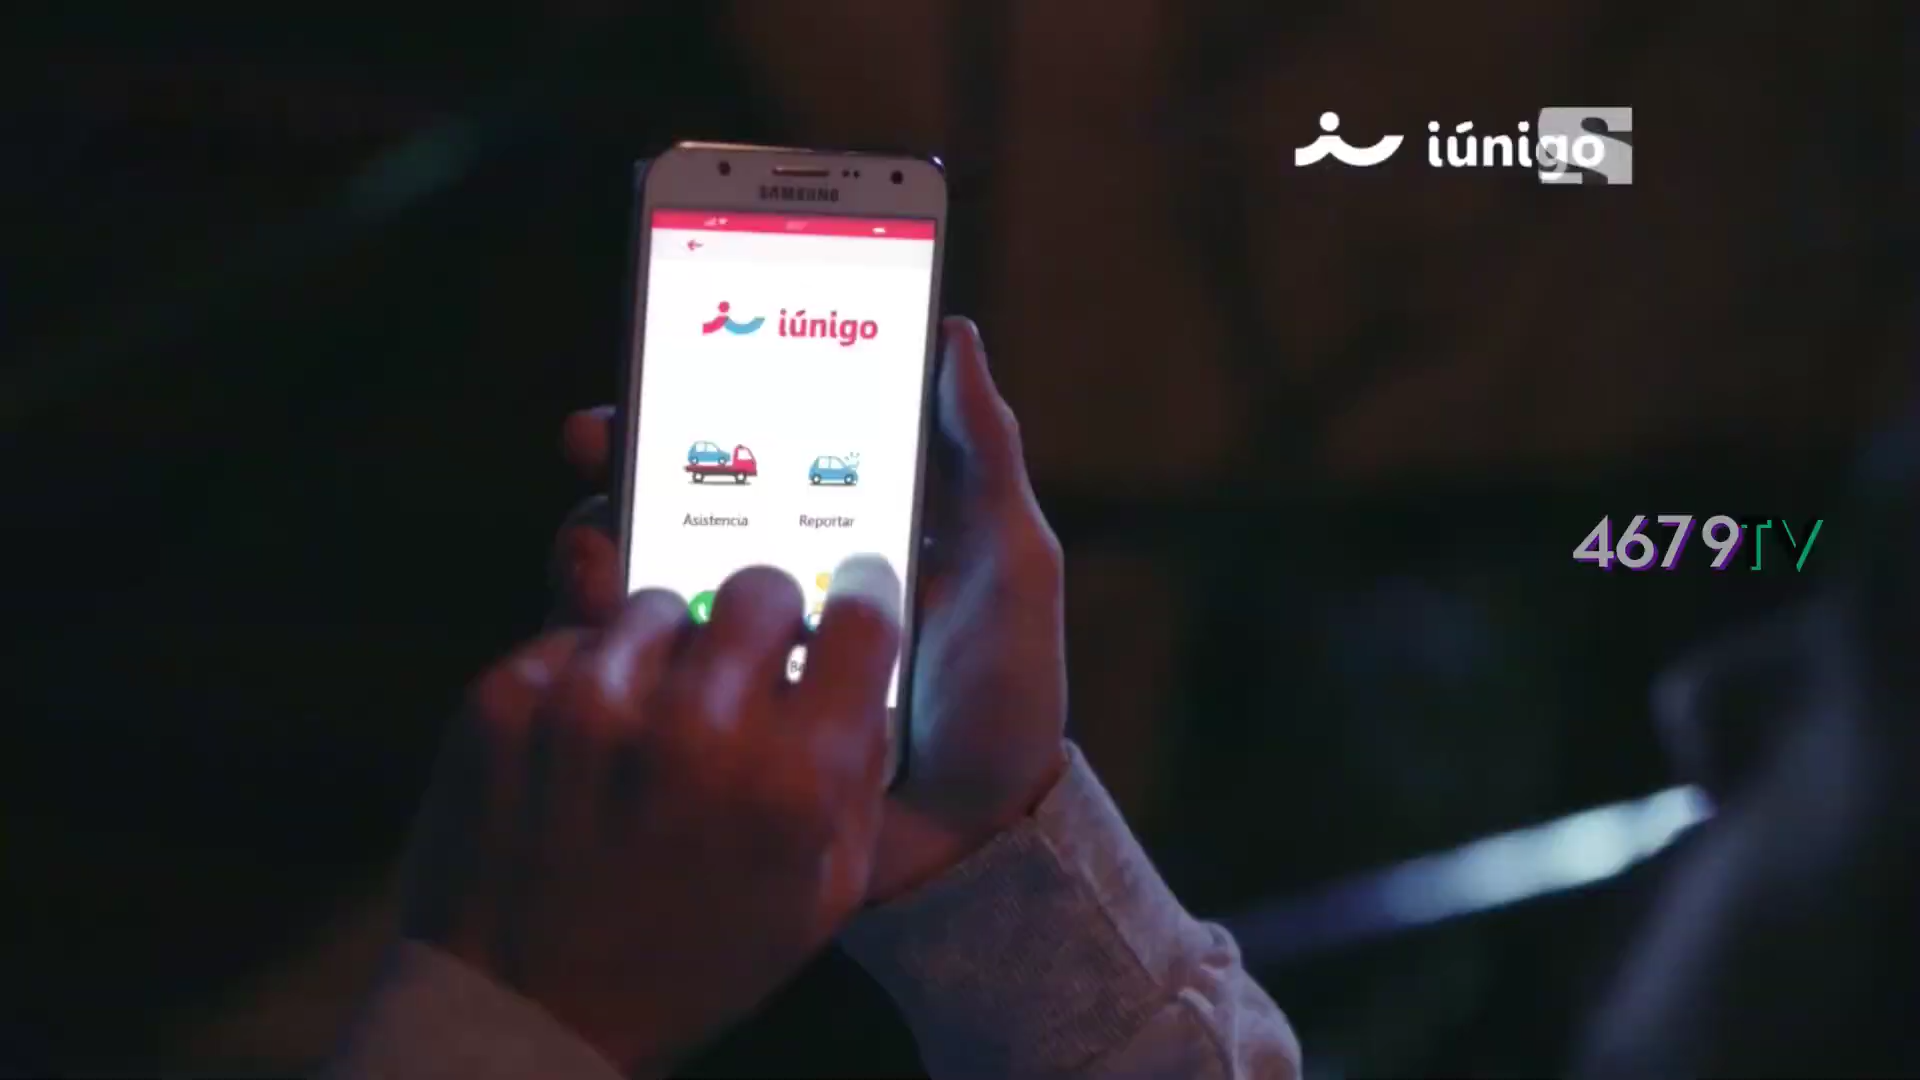 iúnigo
S
SAMSUNG
iúnigo
Asistencia
Reportar
4679TV